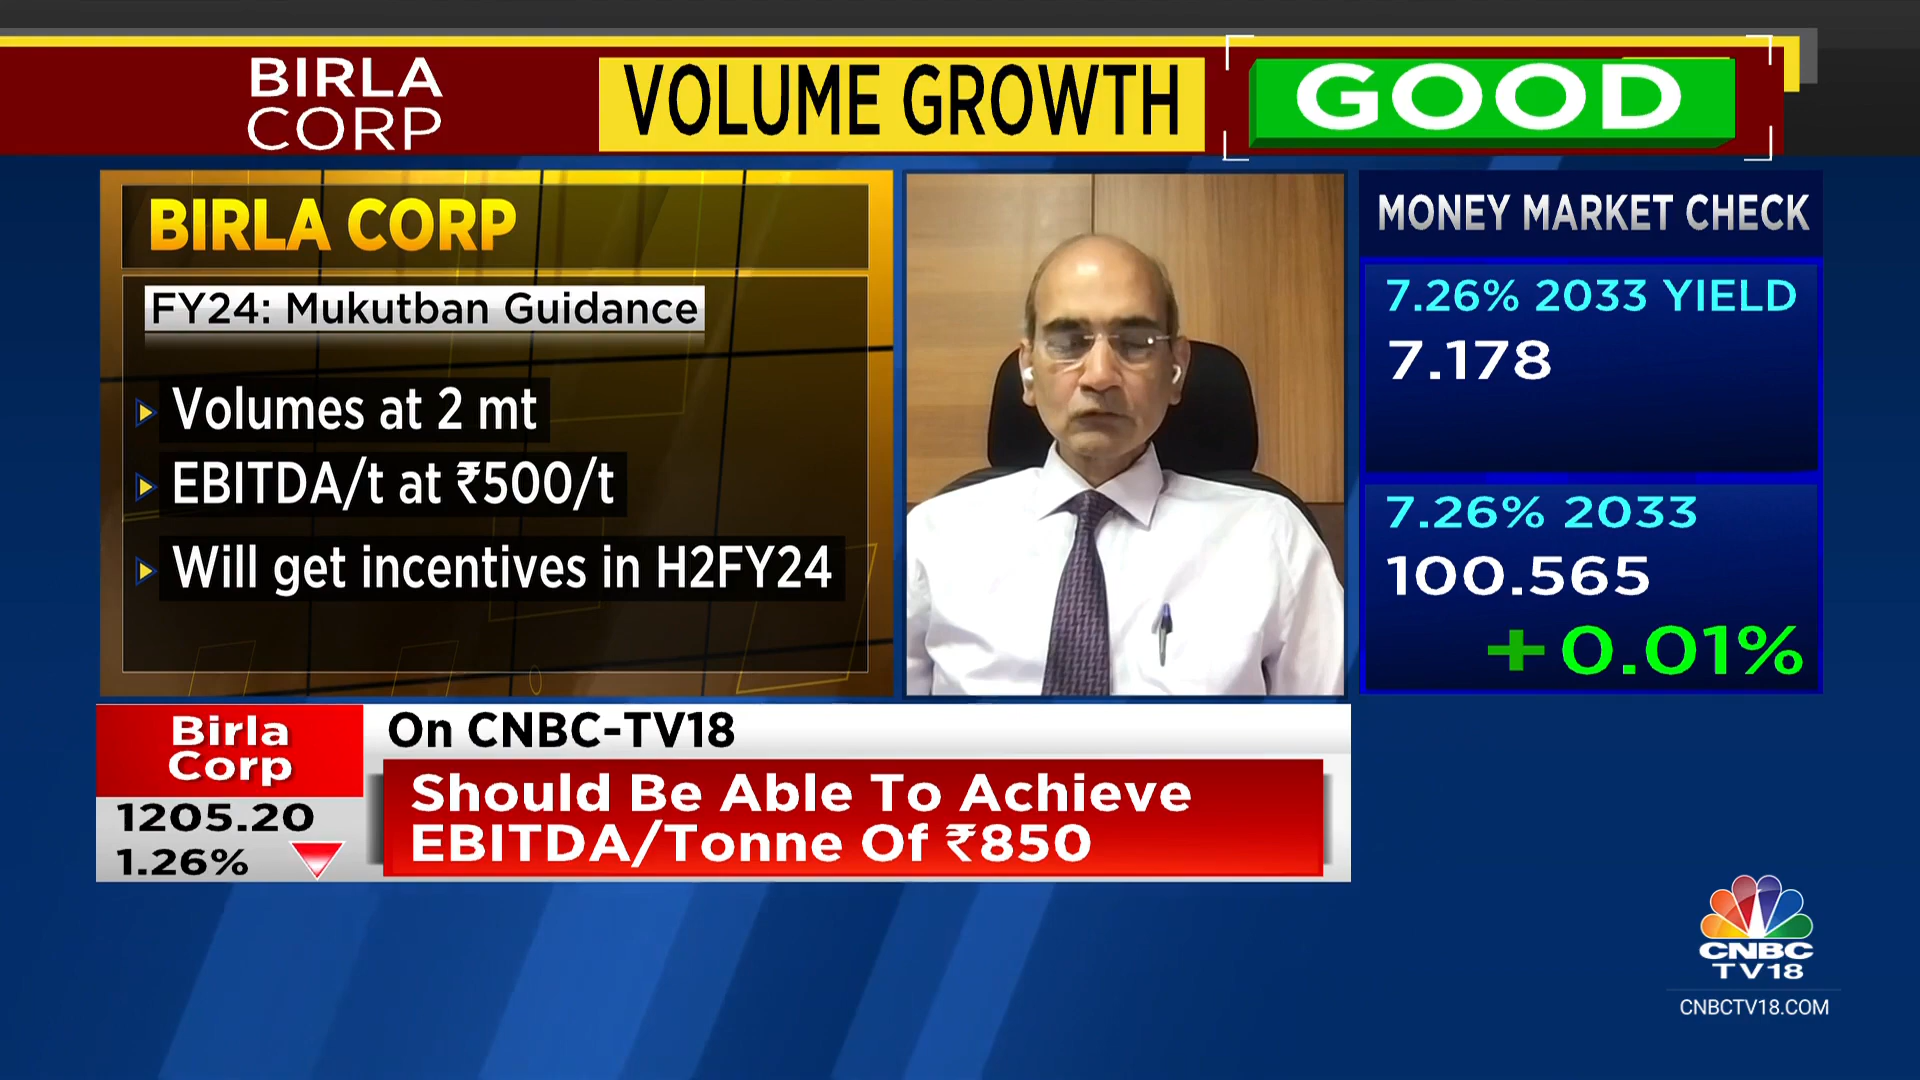 BIRLA
CORP
VOLUME GROWTH
GOOD
BIRLA CORP
FY24: Mukutban Guidance
Volumes at 2 mt
EBITDA/t at ₹500/t
Will get incentives in H2FY24
MONEY MARKET CHECK
7.26% 2033 YIELD
7.178
7.26% 2033
100.565
+0.01%
Birla
Corp
1205.20
1.26%
On CNBC-TV18
Should Be Able To Achieve
EBITDA/Tonne Of ₹850
CNBC
TV18
CNBCTV18.COM